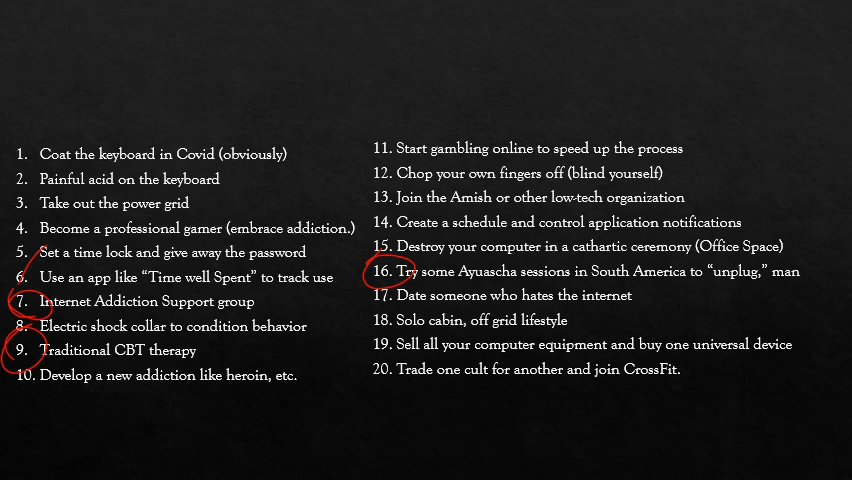 1. Coat the keyboard in Covid (obviously)
2. Painful acid on the keyboard
3. Take out the power grid
4. Become a professional gamer (embrace addiction.)
5. Set a time lock and give away the password
6. Use an app like “Time well Spent” to track use
7. Internet Addiction Support group
8. Electric shock collar to condition behavior
9. Traditional CBT therapy
10. Develop a new addiction like heroin, etc.
11. Start gambling online to speed up the process
12. Chop your own fingers off (blind yourself)
13. Join the Amish or other low-tech organization
14. Create a schedule and control application notifications
15. Destroy your computer in a cathartic ceremony (Office Space)
16. Try some Ayuascha sessions in South America to “unplug,” man
17. Date someone who hates the internet
18. Solo cabin, off grid lifestyle
19. Sell all your computer equipment and buy one universal device
20. Trade one cult for another and join CrossFit.